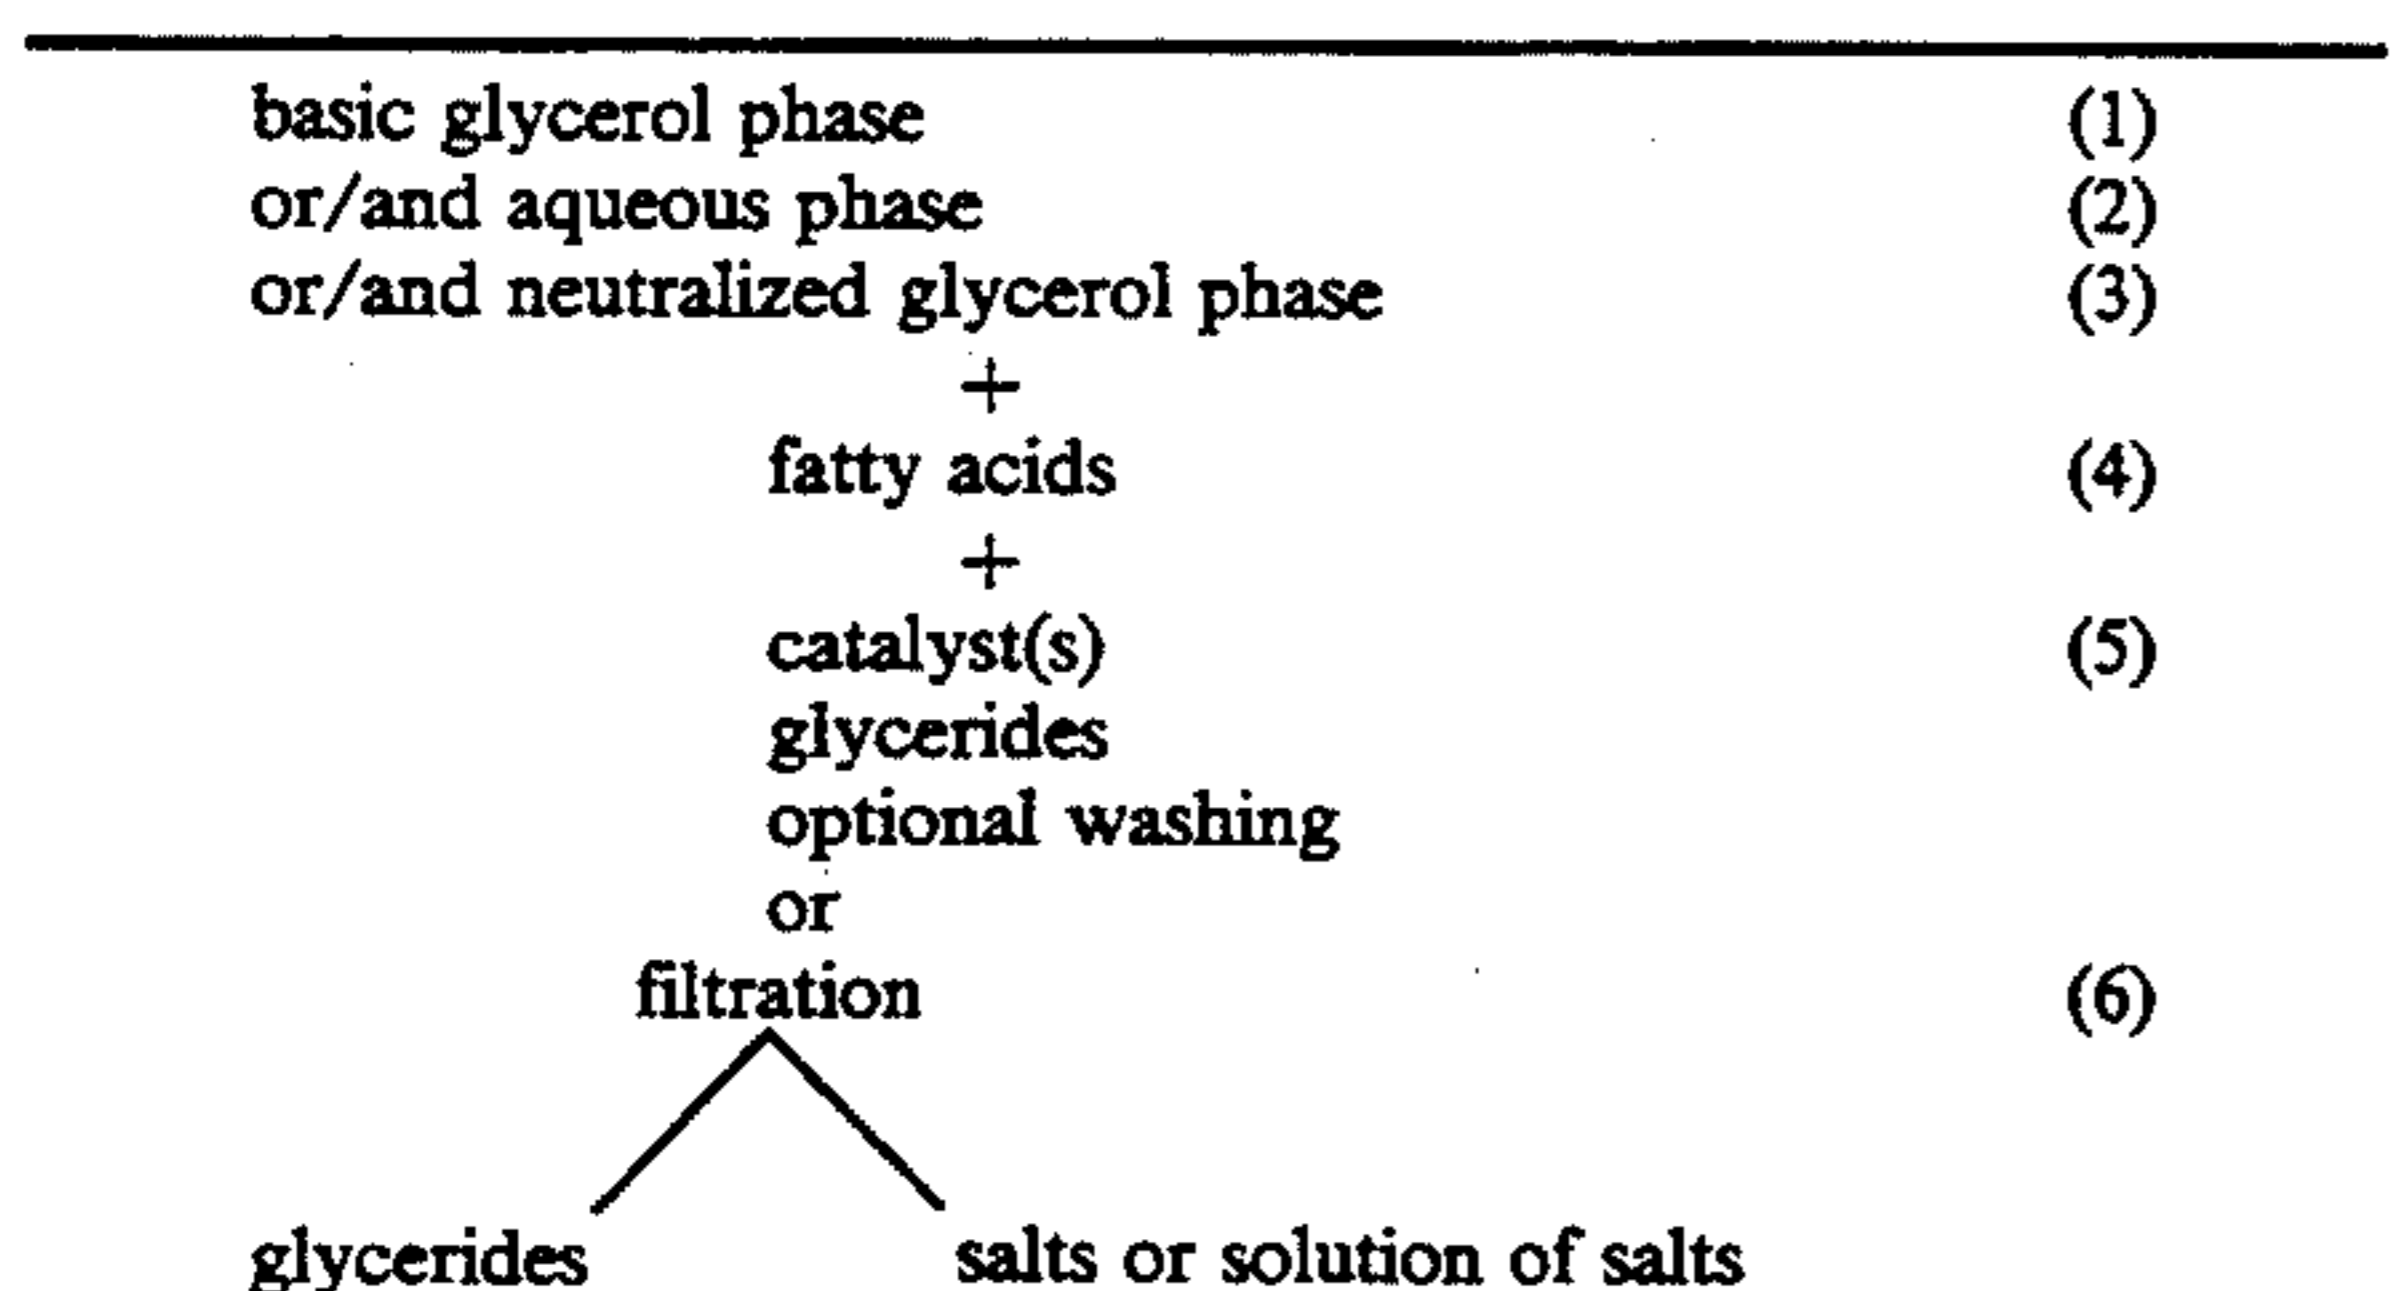 basic glycerol phase (1)
or/and aqueous phase (2)
or/and neutralized glycerol phase (3)
+
fatty acids (4)
+
catalyst(s) (5)
glycerides
optional washing
or
filtration (6)
glycerides salts or solution of salts